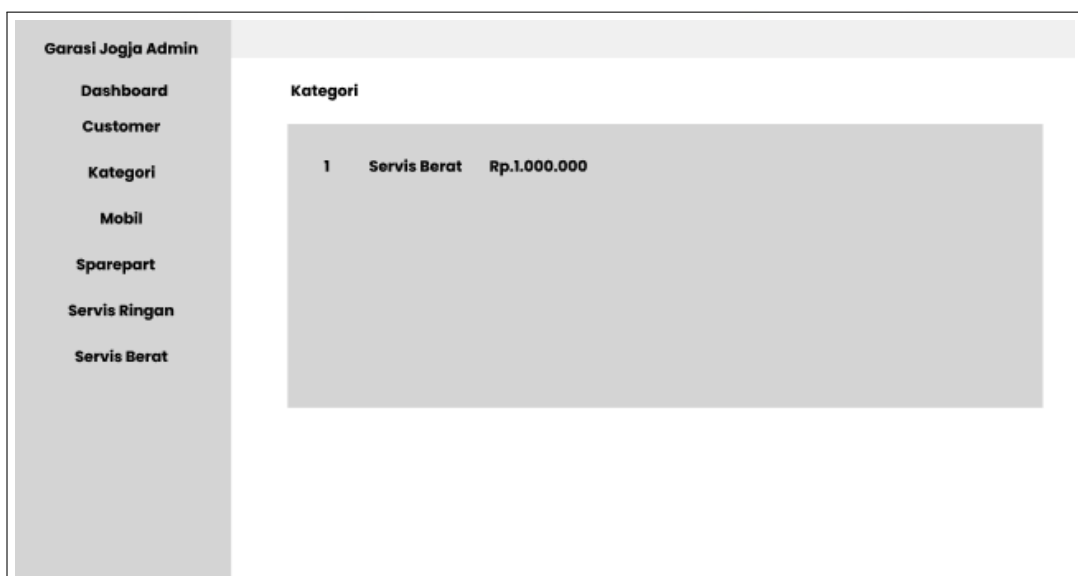 Garasi Jogja Admin
Dashboard
Customer
Kategori
Mobil
Sparepart
Servis Ringan
Servis Berat
Kategori
1 Servis Berat Rp.1.000.000